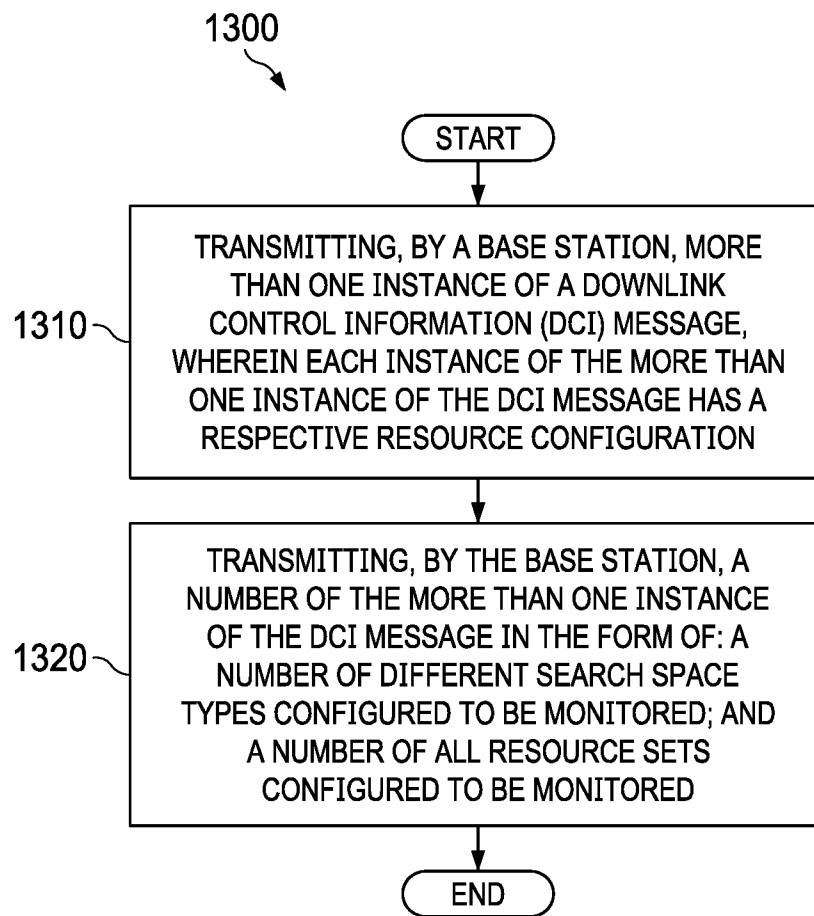 1300
START
1310
TRANSMITTING, BY A BASE STATION, MORE
THAN ONE INSTANCE OF A DOWNLINK
CONTROL INFORMATION (DCI) MESSAGE,
WHEREIN EACH INSTANCE OF THE MORE THAN
ONE INSTANCE OF THE DCI MESSAGE HAS A
RESPECTIVE RESOURCE CONFIGURATION
1320
TRANSMITTING, BY THE BASE STATION, A
NUMBER OF THE MORE THAN ONE INSTANCE
OF THE DCI MESSAGE IN THE FORM OF: A
NUMBER OF DIFFERENT SEARCH SPACE
TYPES CONFIGURED TO BE MONITORED; AND
A NUMBER OF ALL RESOURCE SETS
CONFIGURED TO BE MONITORED
END